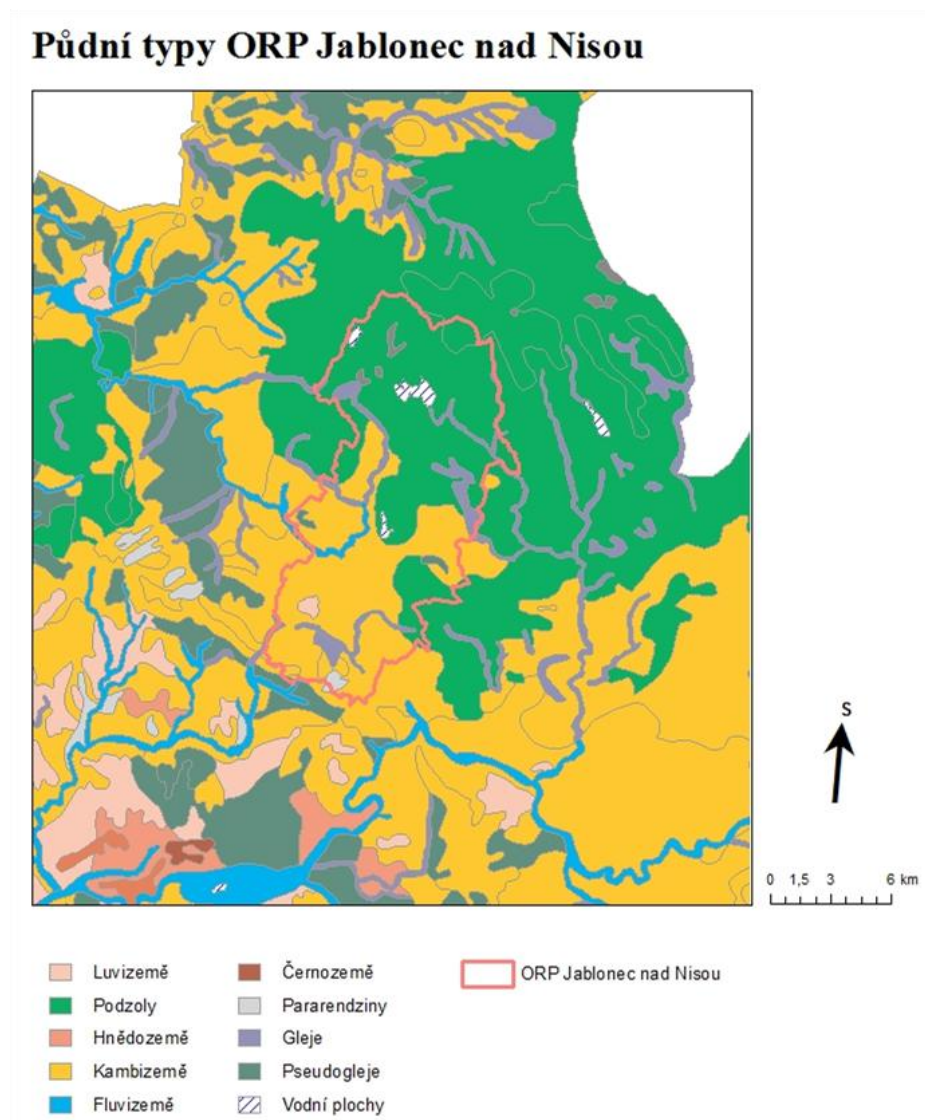 Půdní typy ORP Jablonec nad Nisou
S
0 1,5 3 6 km
Luvizemě
Podzoly
Hnědozemě
Kambizemě
Fluvizemě
Černozemě
Pararendziny
Gleje
Pseudogleje
Vodní plochy
ORP Jablonec nad Nisou